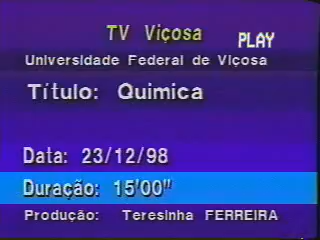 TV Viçosa
PLAY
Universidade Federal de Viçosa
Título: Quimica
Data: 23/12/98
Duração: 15'00"
Produção: Teresinha FERREIRA